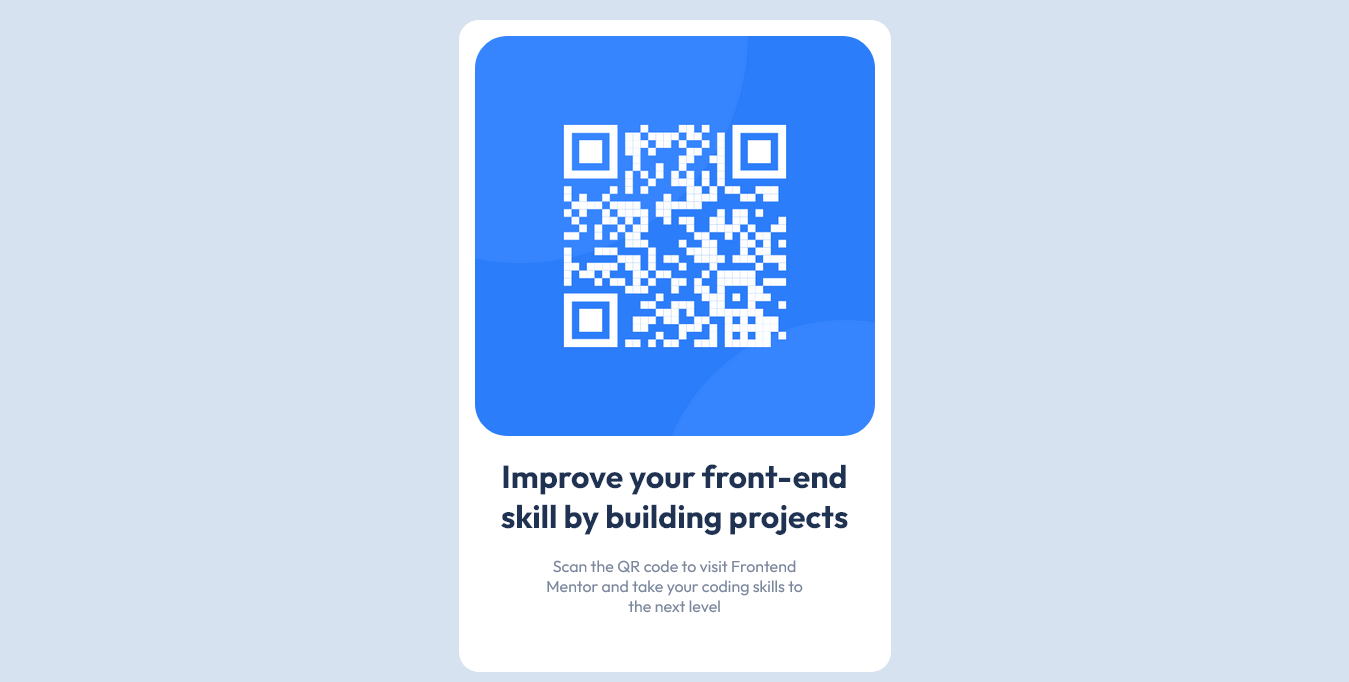 Improve your front-end
skill by building projects
Scan the QR code to visit Frontend
Mentor and take your coding skills to
the next level